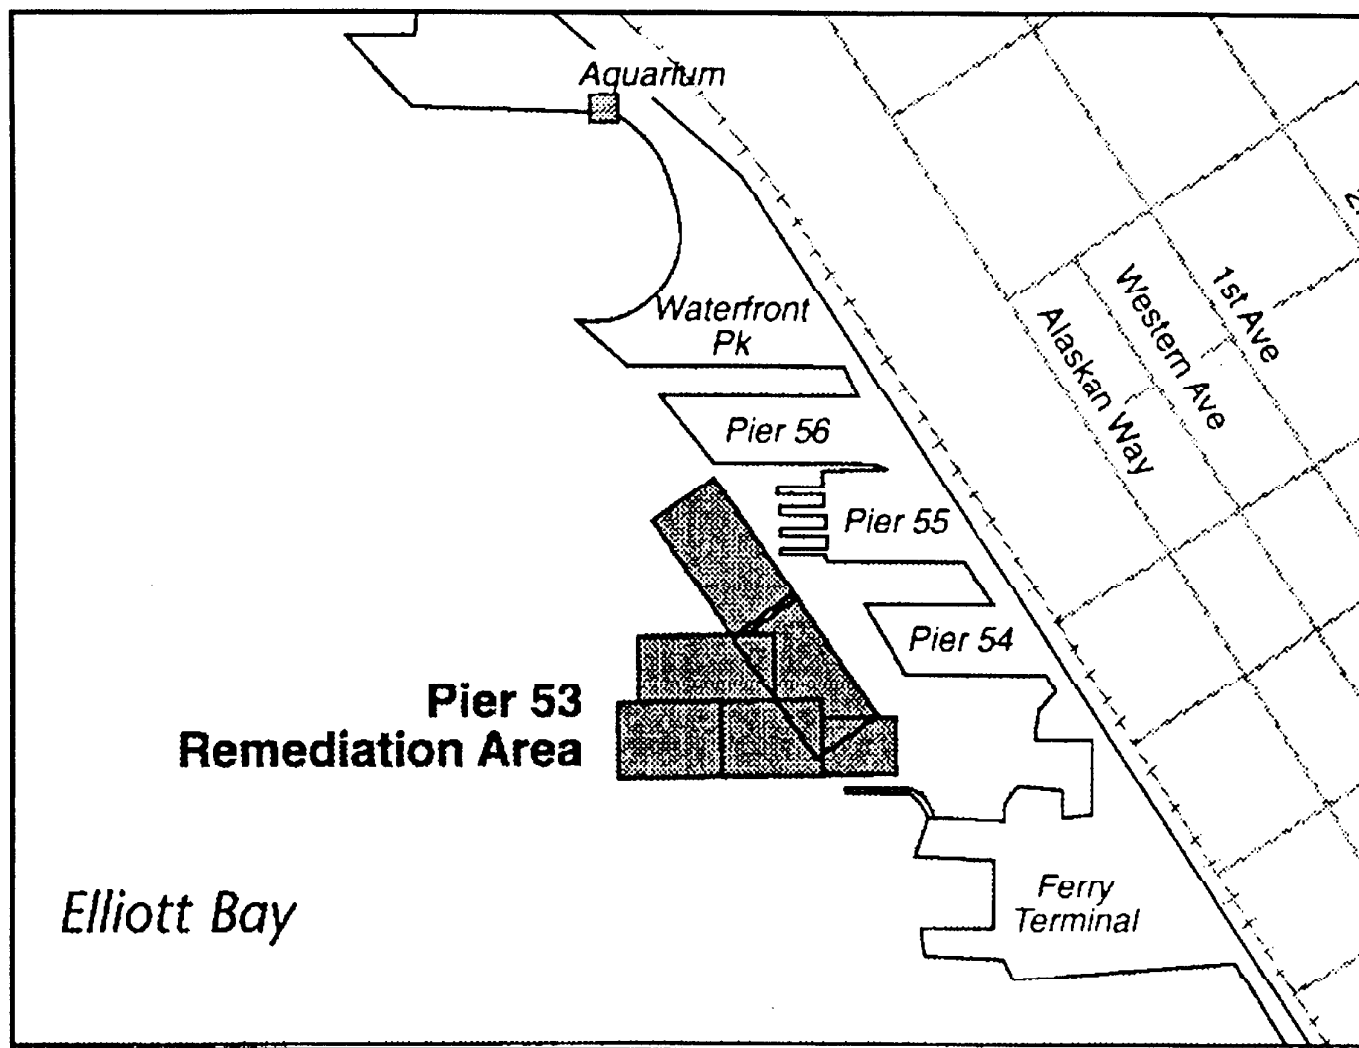 Aquarium
Waterfront
Pk
1st Ave
Western Ave
Alaskan Way
Pier 56
Pier 55
Pier 54
Pier 53
Remediation Area
Elliott Bay
Ferry
Terminal